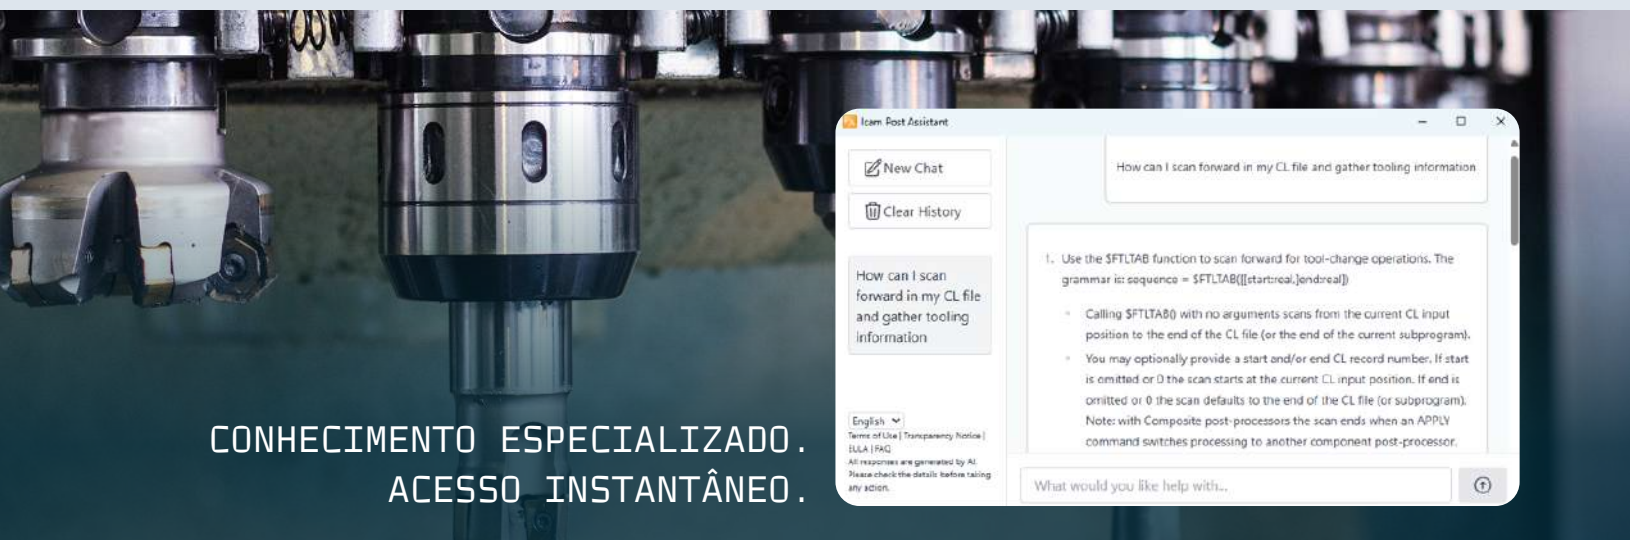 CONHECIMENTO ESPECIALIZADO.
ACESSO INSTANTÂNEO.
Icam Post Assistant
New Chat
Clear History
How can I scan
forward in my CL file
and gather tooling
information
English
Terms of Use | Transparency Notice |
EULA | FAQ
All responses are generated by AI.
Please check the details before taking
any action.
How can I scan forward in my CL file and gather tooling information
1. Use the $FTLTAB function to scan forward for tool-change operations. The
grammar is: sequence = $FTLTAB([[start:real,]end:real])
Calling $FTLTAB() with no arguments scans from the current CL input
position to the end of the CL file (or the end of the current subprogram).
You may optionally provide a start and/or end CL record number. If start
is omitted or 0 the scan starts at the current CL input position. If end is
omitted or 0 the scan defaults to the end of the CL file (or subprogram).
Note: with Composite post-processors the scan ends when an APPLY
command switches processing to another component post-processor.
What would you like help with...